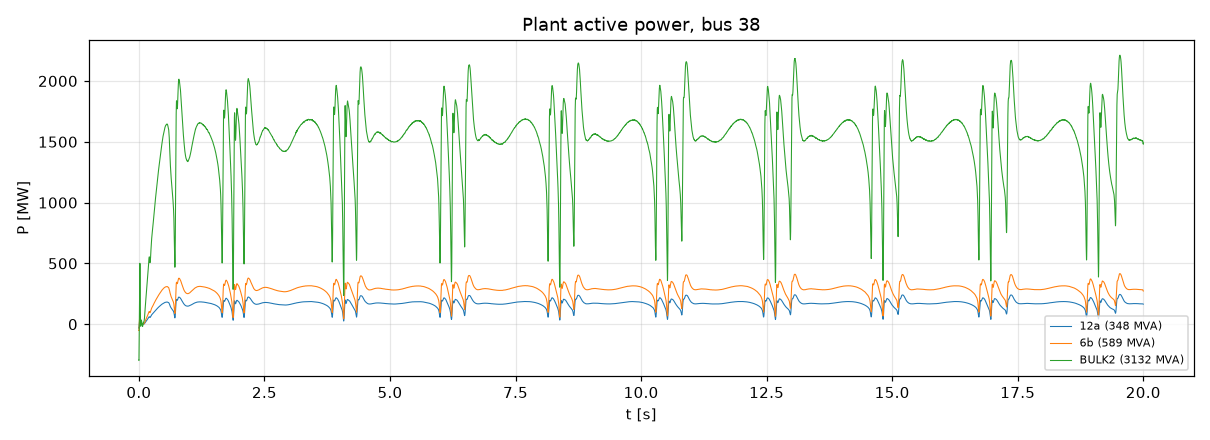 Plant active power, bus 38
P [MW]
2000
1500
1000
500
0
0.0 2.5 5.0 7.5 10.0 12.5 15.0 17.5 20.0
t [s]
12a (348 MVA)
6b (589 MVA)
BULK2 (3132 MVA)